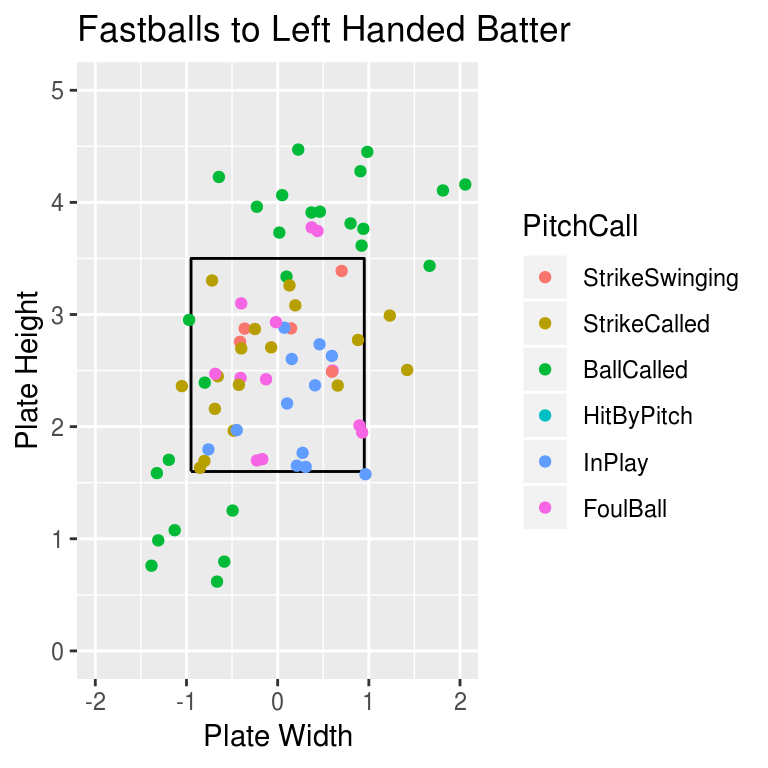 Fastballs to Left Handed Batter
5
4
3
2
1
0
Plate Height
-2 -1 0 1 2
Plate Width
PitchCall
StrikeSwinging
StrikeCalled
BallCalled
HitByPitch
InPlay
FoulBall